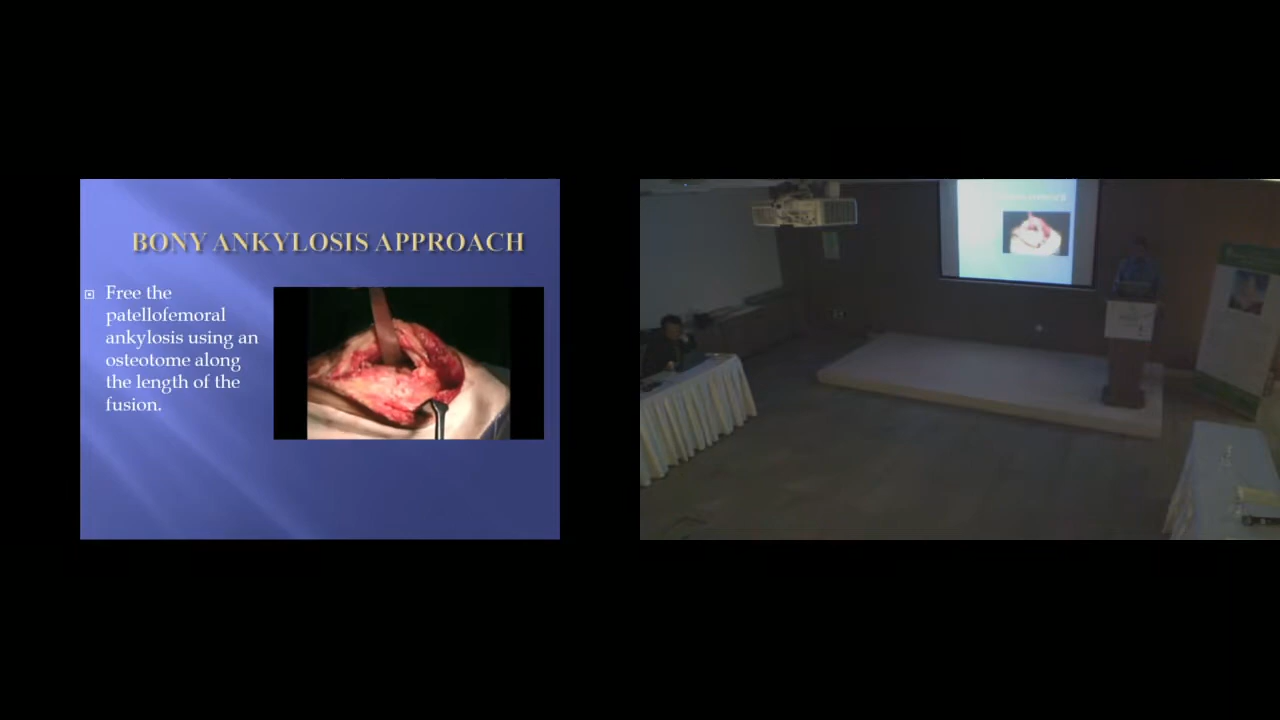 BONY ANKYLOSIS APPROACH
Free the
patellofemoral
ankylosis using an
osteotome along
the length of the
fusion.